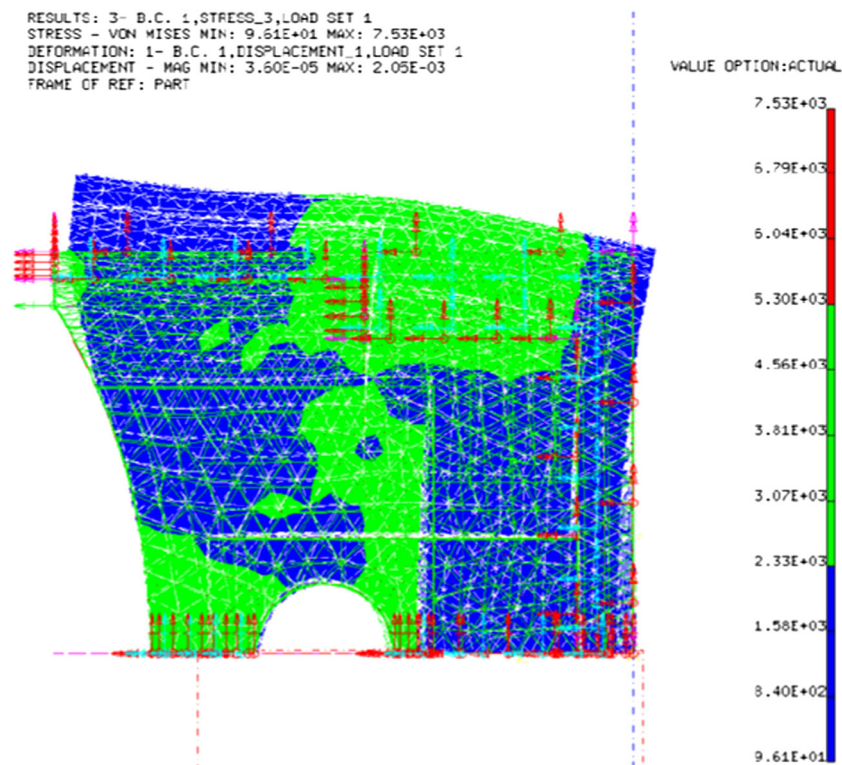 RESULTS: 3- B.C. 1,STRESS_3,LOAD SET 1
STRESS - VON MISES MIN: 9.61E+01 MAX: 7.53E+03
DEFORMATION: 1- B.C. 1,DISPLACEMENT_1,LOAD SET 1
DISPLACEMENT - MAG MIN: 3.60E-05 MAX: 2.05E-03
FRAME OF REF: PART
VALUE OPTION:ACTUAL
7.53E+03
6.79E+03
6.04E+03
5.30E+03
4.56E+03
3.81E+03
3.07E+03
2.33E+03
1.58E+03
8.40E+02
9.61E+01